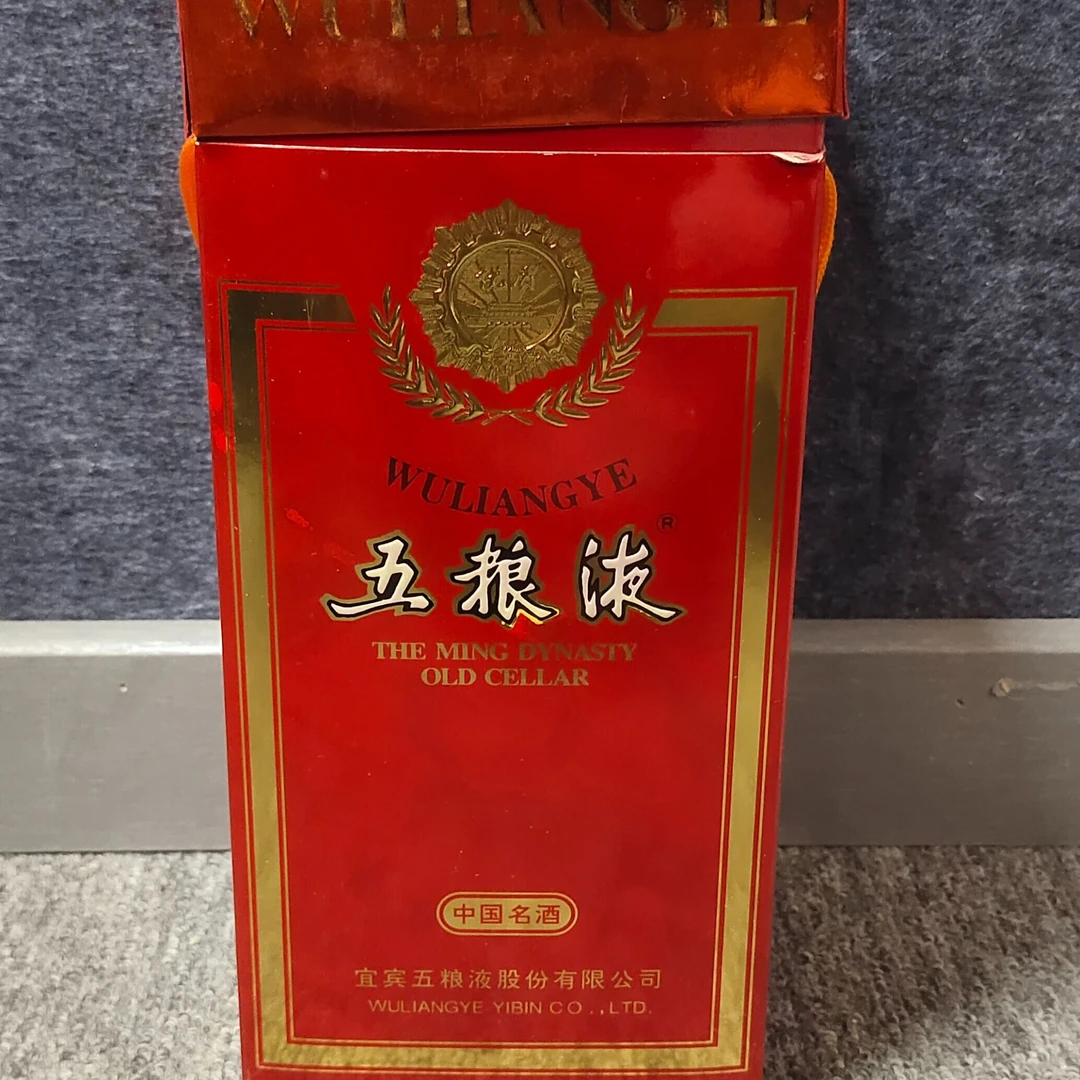 WULIANGYE
WULIANGYE
五粮液®
THE MING DYNASTY
OLD CELLAR
中国名酒
宜宾五粮液股份有限公司
WULIANGYE YIBIN CO.,LTD.